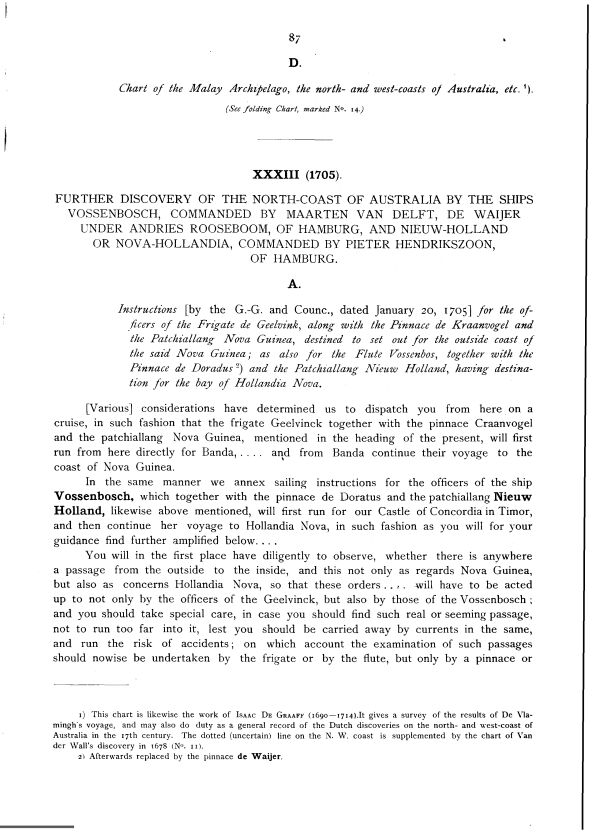 87
D.
Chart of the Malay Archipelago, the north- and west-coasts of Australia, etc. ¹).
(See folding Chart, marked Nº. 14.)
XXXIII (1705).
FURTHER DISCOVERY OF THE NORTH-COAST OF AUSTRALIA BY THE SHIPS
VOSSENBOSCH, COMMANDED BY MAARTEN VAN DELFT, DE WAIJER
UNDER ANDRIES ROOSEBOOM, OF HAMBURG, AND NIEUW-HOLLAND
OR NOVA-HOLLANDIA, COMMANDED BY PIETER HENDRIKSZOON,
OF HAMBURG.
A.
Instructions [by the G.-G. and Counc., dated January 20, 1705] for the of-
ficers of the Frigate de Geelvink, along with the Pinnace de Kraanvogel and
the Patchiallang Nova Guinea, destined to set out for the outside coast of
the said Nova Guinea; as also for the Flute Vossenbos, together with the
Pinnace de Doradus ²) and the Patchiallang Nieuw Holland, having destina-
tion for the bay of Hollandia Nova.
[Various] considerations have determined us to dispatch you from here on a
cruise, in such fashion that the frigate Geelvinck together with the pinnace Craanvogel
and the patchiallang Nova Guinea, mentioned in the heading of the present, will first
run from here directly for Banda, .... and from Banda continue their voyage to the
coast of Nova Guinea.
In the same manner we annex sailing instructions for the officers of the ship
Vossenbosch, which together with the pinnace de Doratus and the patchiallang Nieuw
Holland, likewise above mentioned, will first run for our Castle of Concordia in Timor,
and then continue her voyage to Hollandia Nova, in such fashion as you will for your
guidance find further amplified below....
You will in the first place have diligently to observe, whether there is anywhere
a passage from the outside to the inside, and this not only as regards Nova Guinea,
but also as concerns Hollandia Nova, so that these orders .... will have to be acted
up to not only by the officers of the Geelvinck, but also by those of the Vossenbosch;
and you should take special care, in case you should find such real or seeming passage,
not to run too far into it, lest you should be carried away by currents in the same,
and run the risk of accidents; on which account the examination of such passages
should nowise be undertaken by the frigate or by the flute, but only by a pinnace or
1) This chart is likewise the work of ISAAC DE GRAAFF (1690—1714).It gives a survey of the results of De Vla-
mingh's voyage, and may also do duty as a general record of the Dutch discoveries on the north- and west-coast of
Australia in the 17th century. The dotted (uncertain) line on the N. W. coast is supplemented by the chart of Van
der Wall's discovery in 1678 (Nº. 11).
2) Afterwards replaced by the pinnace de Waijer.